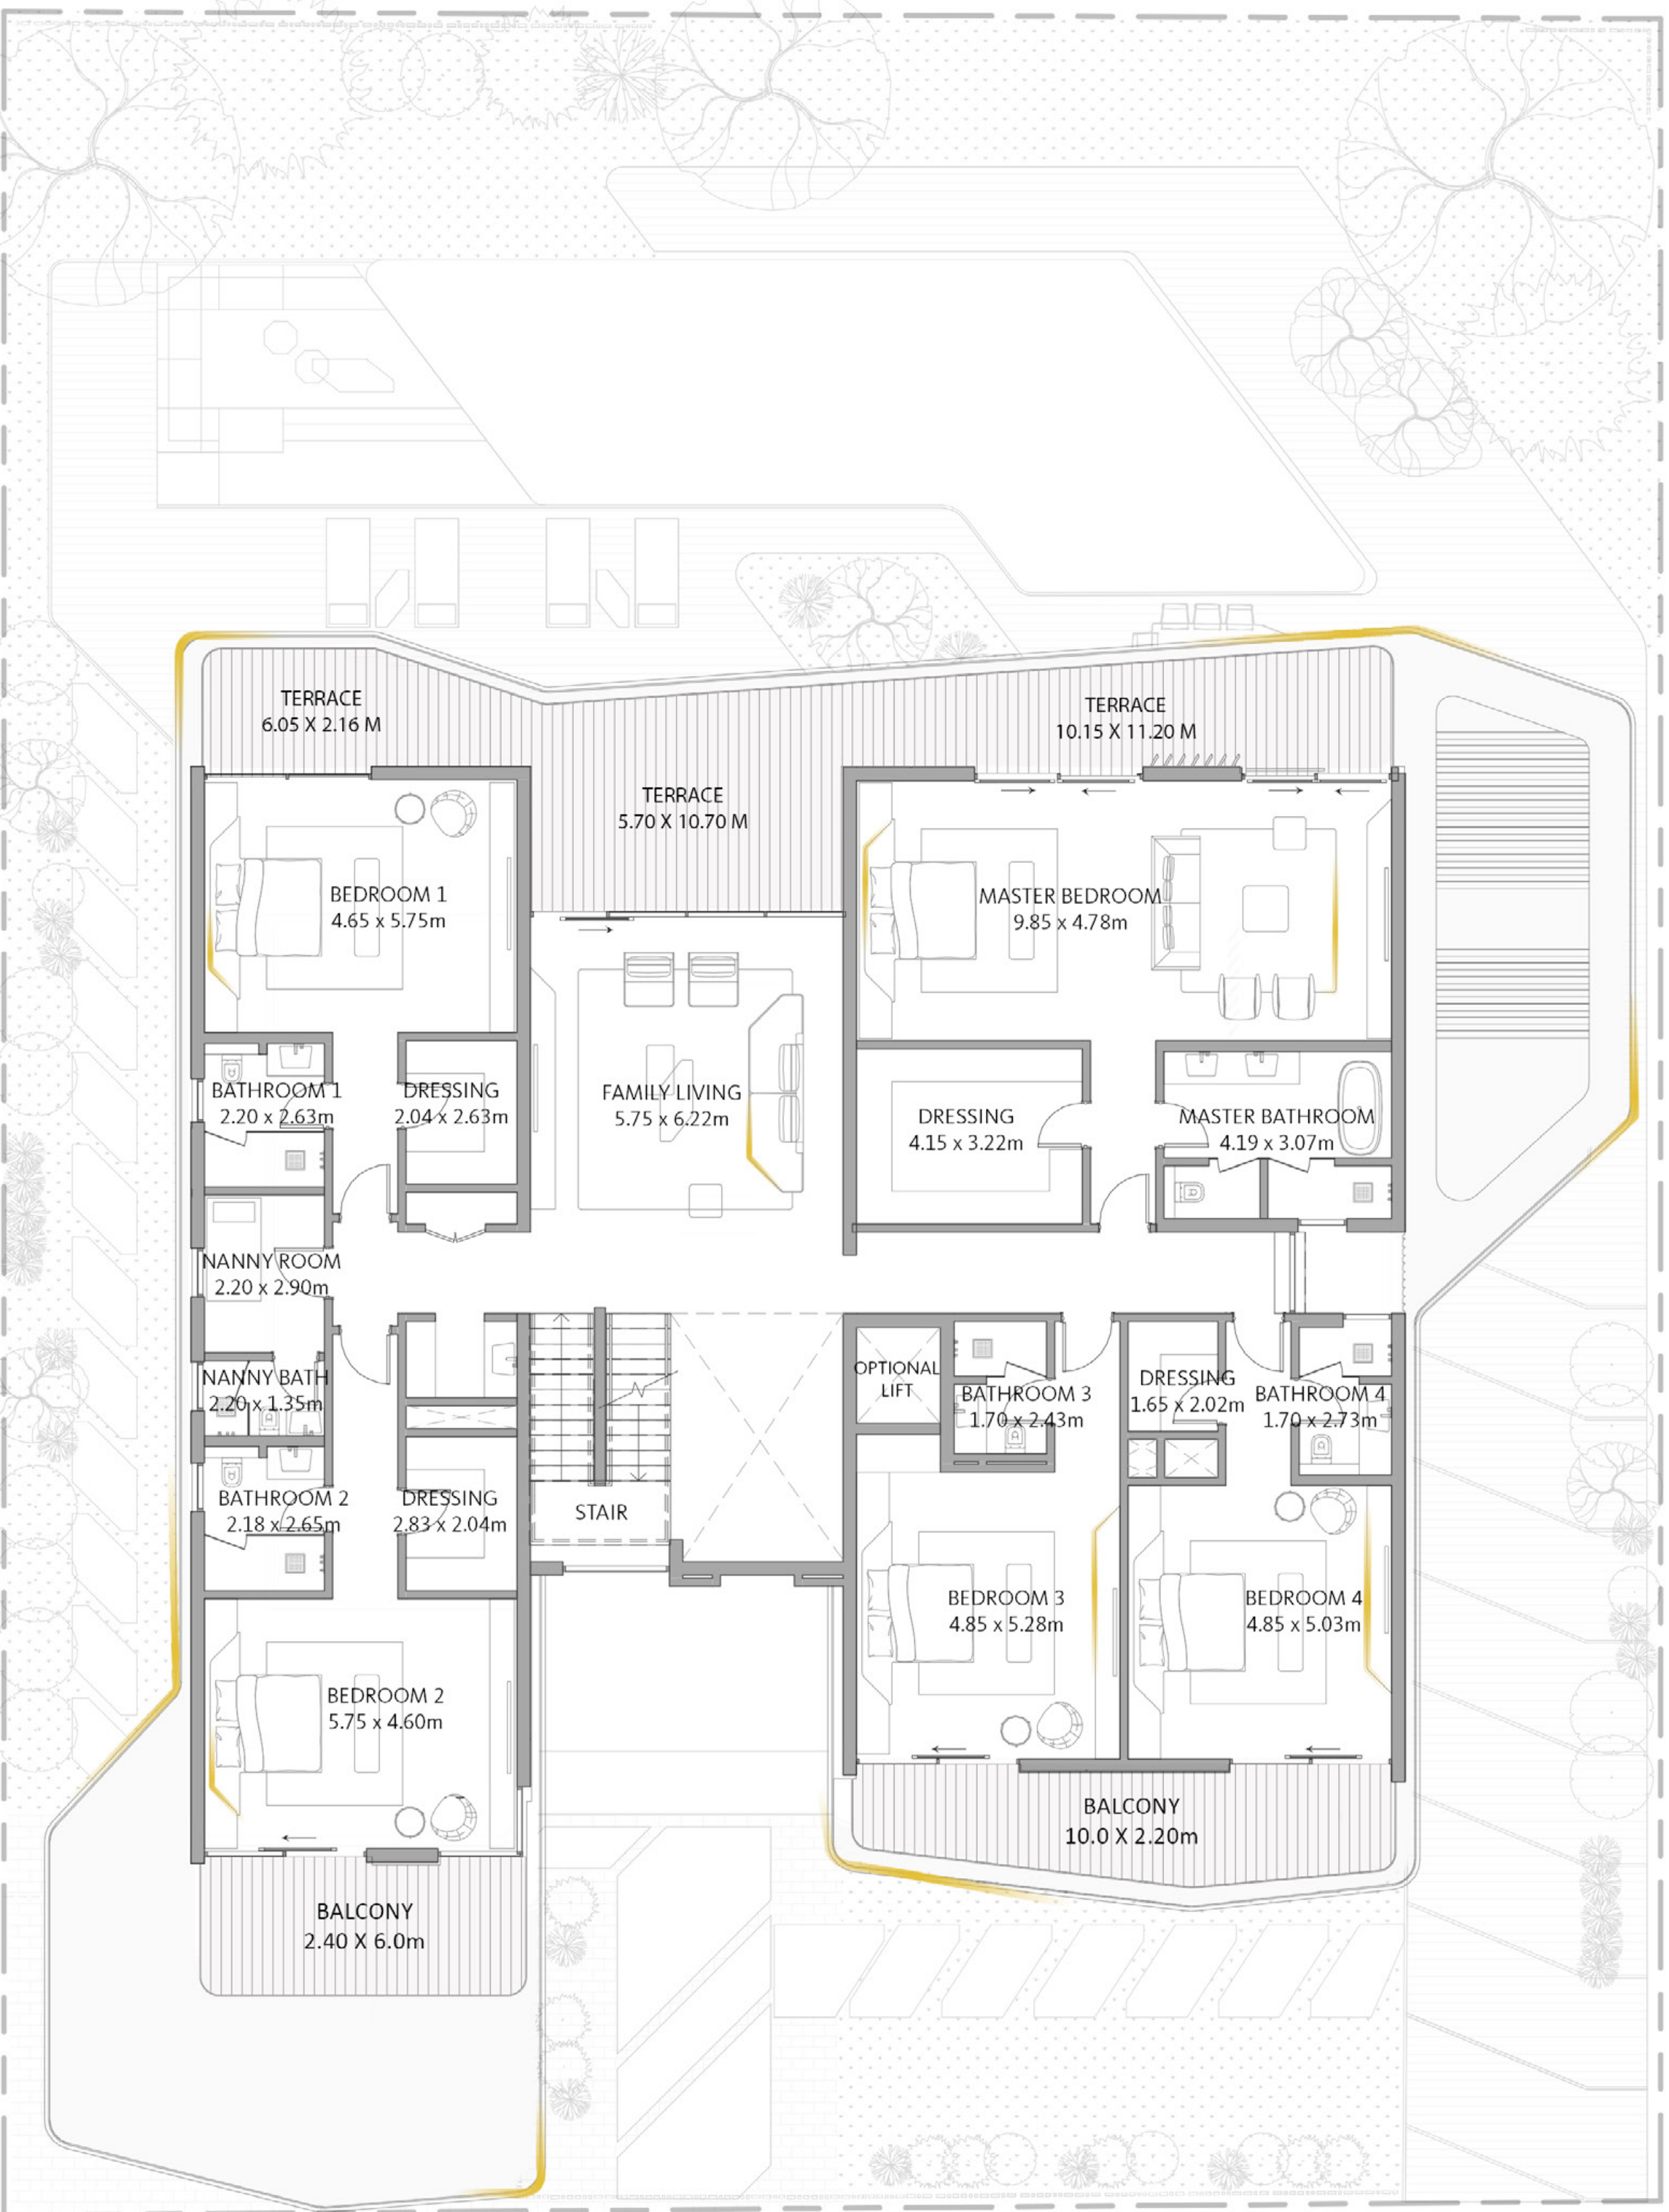 TERRACE
6.05 X 2.16 M
TERRACE
10.15 X 11.20 M
TERRACE
5.70 X 10.70 M
BEDROOM 1
4.65 x 5.75m
MASTER BEDROOM
9.85 x 4.78m
BATHROOM 1
2.20 x 2.63m
DRESSING
2.04 x 2.63m
FAMILY LIVING
5.75 x 6.22m
DRESSING
4.15 x 3.22m
MASTER BATHROOM
4.19 x 3.07m
NANNY ROOM
2.20 x 2.90m
NANNY BATH
2.20 x 1.35m
OPTIONAL
LIFT
BATHROOM 3
1.70 x 2.43m
DRESSING
1.65 x 2.02m
BATHROOM 4
1.70 x 2.73m
BATHROOM 2
2.18 x 2.65m
DRESSING
2.83 x 2.04m
STAIR
BEDROOM 3
4.85 x 5.28m
BEDROOM 4
4.85 x 5.03m
BEDROOM 2
5.75 x 4.60m
BALCONY
10.0 X 2.20m
BALCONY
2.40 X 6.0m